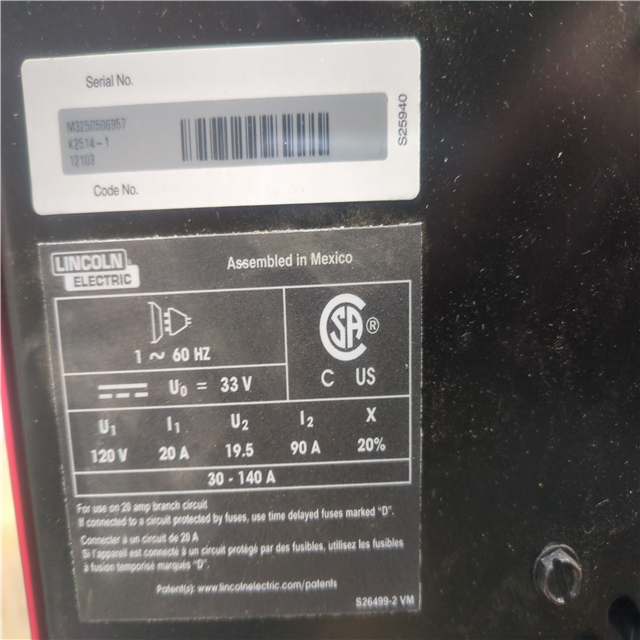 Serial No.
M3250506957
K2514-1
12103
Code No.
S25940
LINCOLN
ELECTRIC
Assembled in Mexico
1 ~ 60 HZ
CSA®
C US
U0 = 33 V
U1 I1 U2 I2 X
120 V 20 A 19.5 90 A 20%
30 - 140 A
For use on 20 amp branch circuit
If connected to a circuit protected by fuses, use time delayed fuses marked "D".
Connecter à un circuit de 20 A
Si l'appareil est connecté à un circuit protégé par des fusibles, utilisez les fusibles
à fusion temporisé marqués "D".
Patent(s): www.lincolnelectric.com/patents
S26499-2 VM